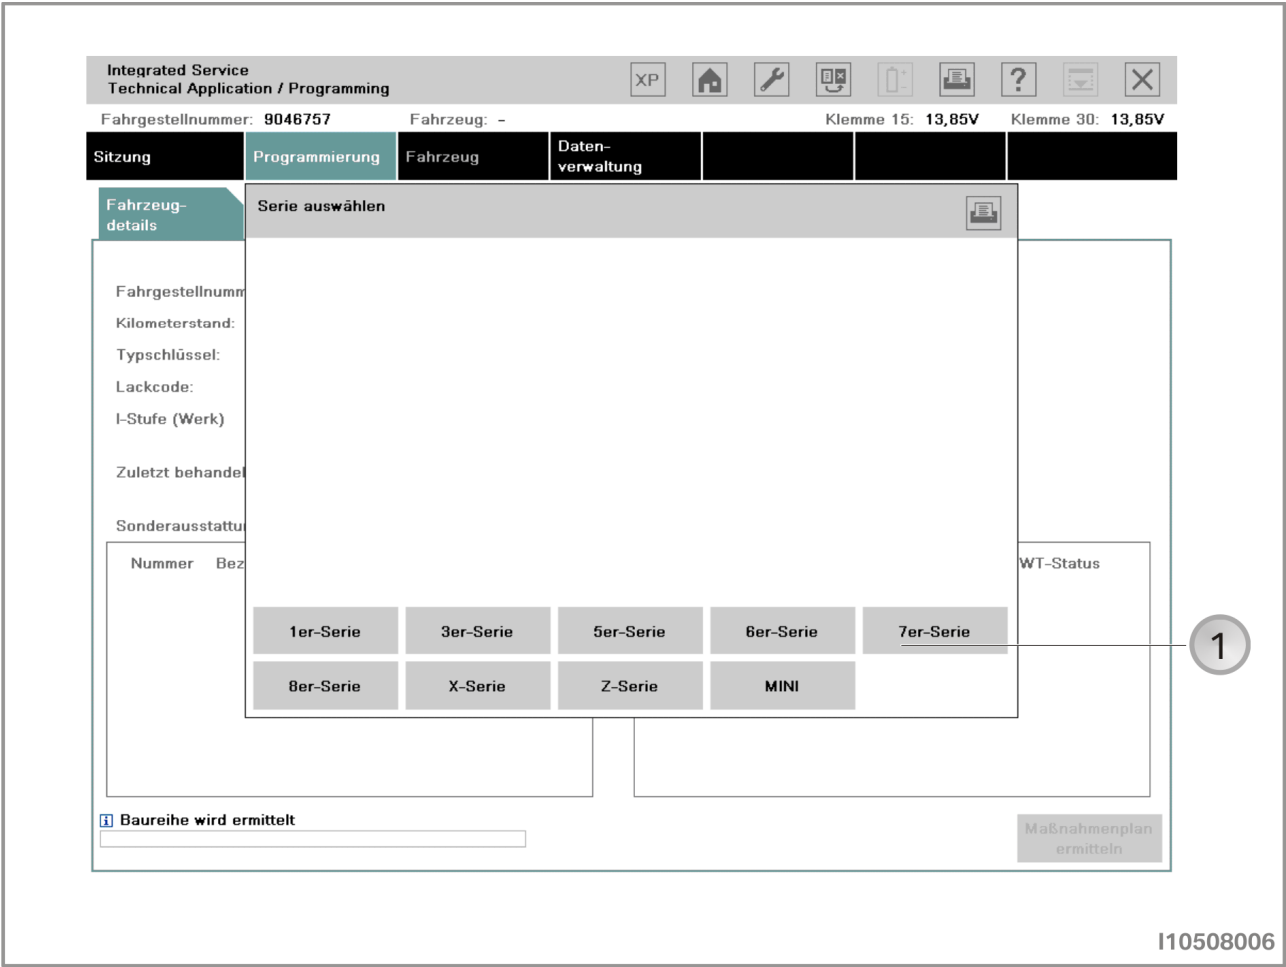 Integrated Service
Technical Application / Programming
XP
?
Fahrgestellnummer: 9046757 Fahrzeug: - Klemme 15: 13,85V Klemme 30: 13,85V
Sitzung Programmierung Fahrzeug Daten-
verwaltung
Fahrzeug-
details
Serie auswählen
Fahrgestellnumm
Kilometerstand:
Typschlüssel:
Lackcode:
I-Stufe (Werk)
Zuletzt behandel
Sonderausstattu
Nummer Bez WT-Status
1er-Serie 3er-Serie 5er-Serie 6er-Serie 7er-Serie
1
8er-Serie X-Serie Z-Serie MINI
i Baureihe wird ermittelt
Maßnahmenplan
ermitteln
I10508006